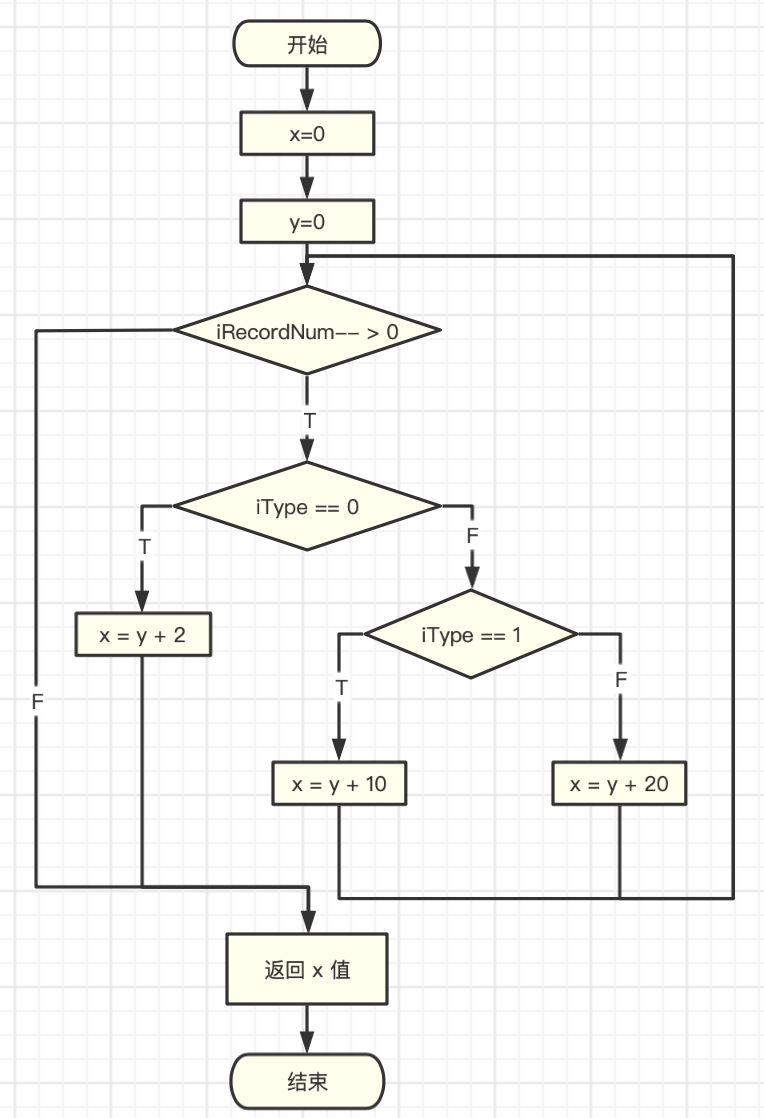 开始
x=0
y=0
iRecordNum-- > 0
T
iType == 0
T
F
x = y + 2
iType == 1
T
F
F
x = y + 10
x = y + 20
返回 x 值
结束